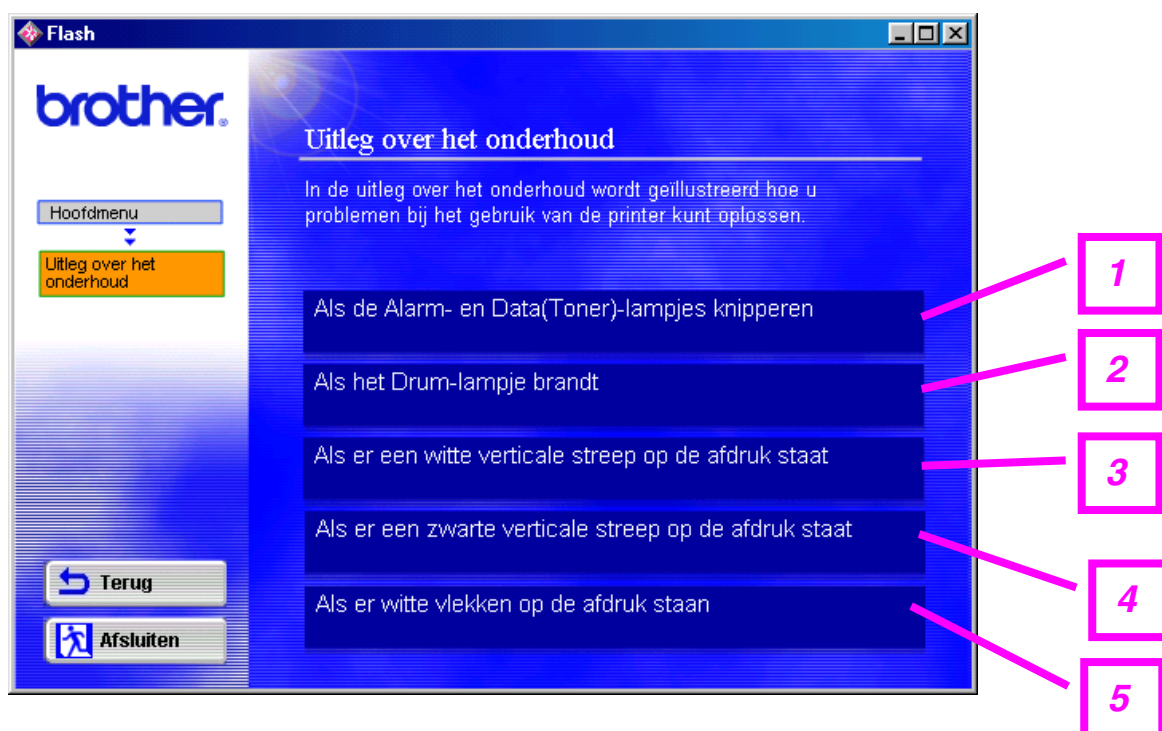 Flash
brother.
Uitleg over het onderhoud
In de uitleg over het onderhoud wordt geïllustreerd hoe u
problemen bij het gebruik van de printer kunt oplossen.
Hoofdmenu
Uitleg over het
onderhoud
Als de Alarm- en Data(Toner)-lampjes knipperen
1
Als het Drum-lampje brandt
2
Als er een witte verticale streep op de afdruk staat
3
Als er een zwarte verticale streep op de afdruk staat
4
Als er witte vlekken op de afdruk staan
5
Terug
Afsluiten